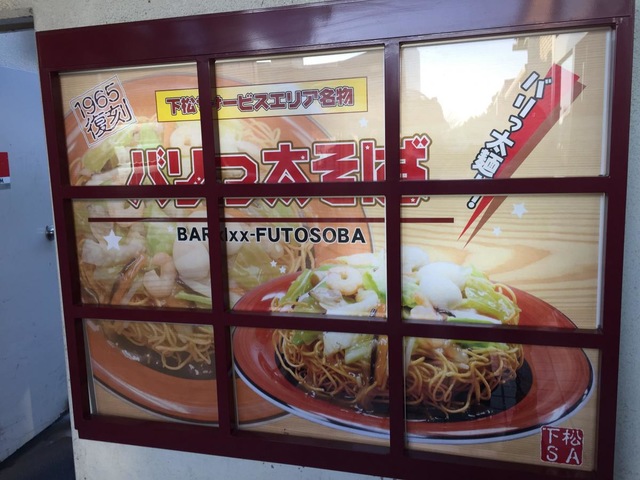 1965
復刻
下松サービスエリア名物
バリっ太そば
BARIdxx-FUTOSOBA
バリっ太麺!
下松
SA